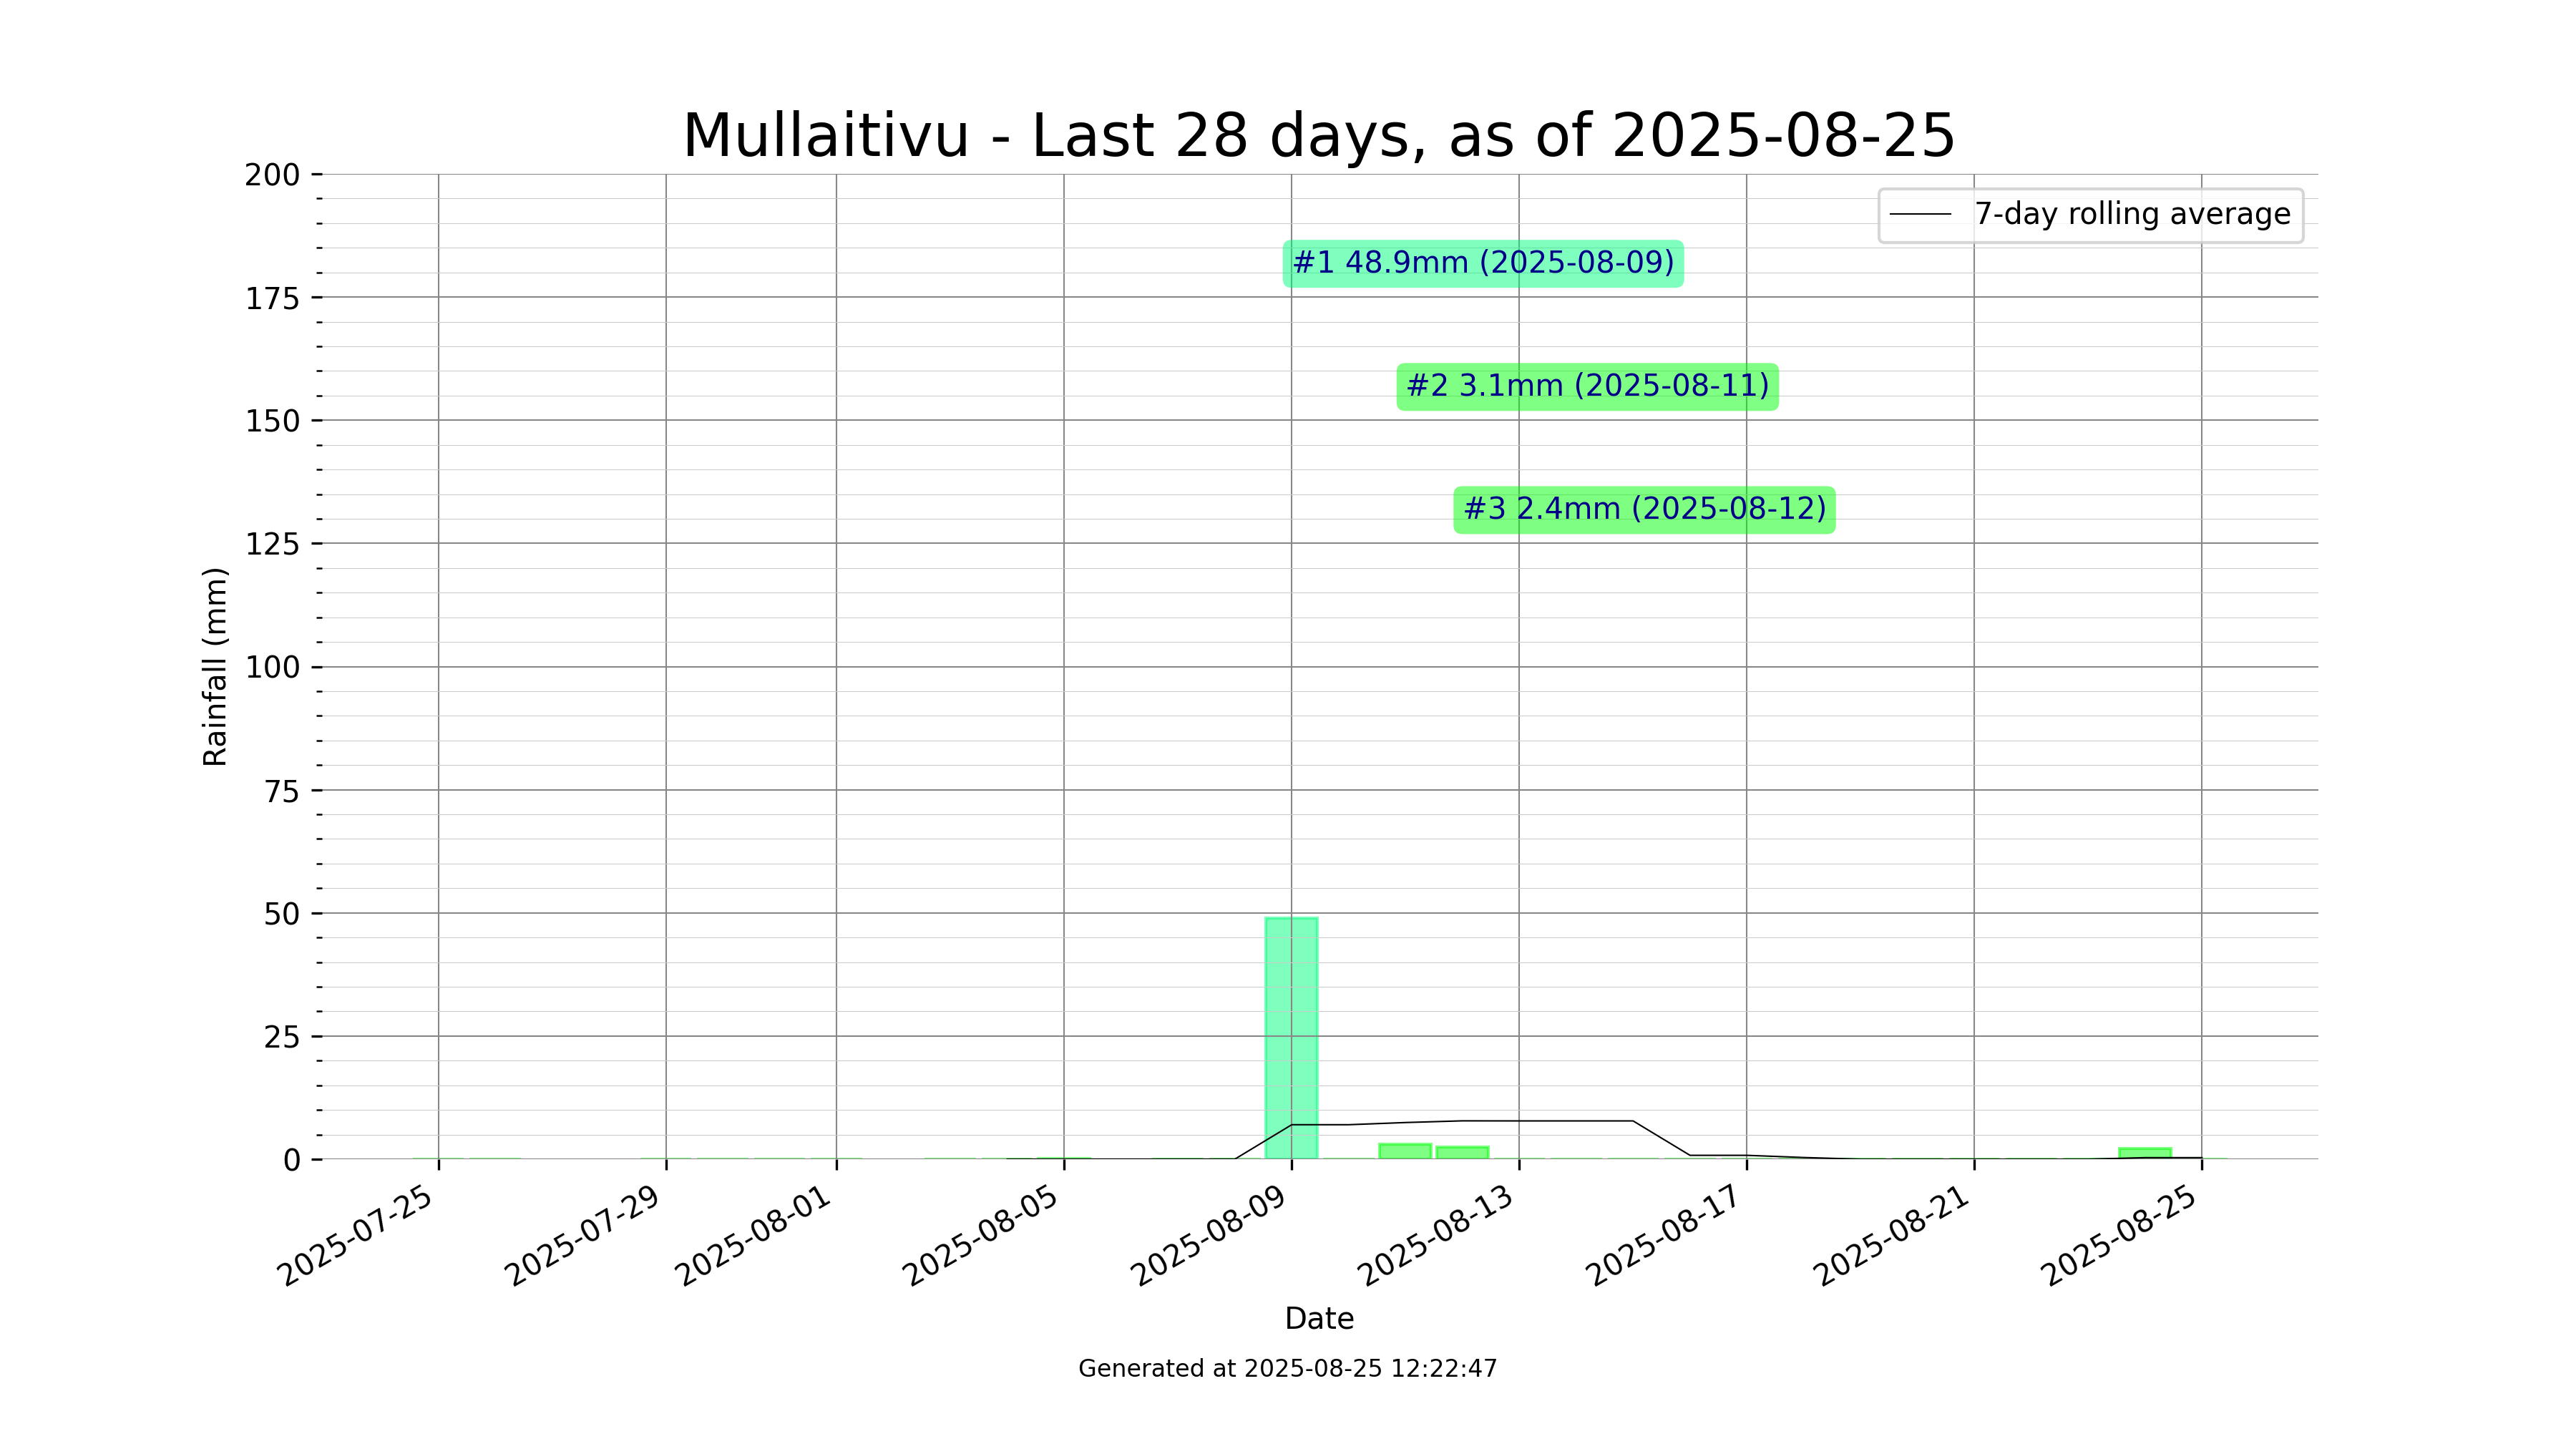 Mullaitivu - Last 28 days, as of 2025-08-25
7-day rolling average
#1 48.9mm (2025-08-09)
#2 3.1mm (2025-08-11)
#3 2.4mm (2025-08-12)
Rainfall (mm)
200
175
150
125
100
75
50
25
0
2025-07-25
2025-07-29
2025-08-01
2025-08-05
2025-08-09
2025-08-13
2025-08-17
2025-08-21
2025-08-25
Date
Generated at 2025-08-25 12:22:47